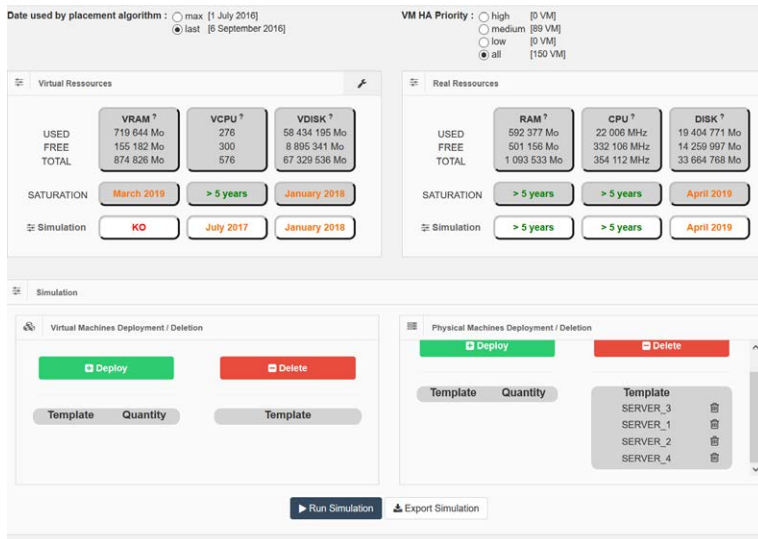 Date used by placement algorithm : max [1 July 2016]
last [6 September 2016]
VM HA Priority : high [0 VM]
medium [89 VM]
low [0 VM]
all [150 VM]
Virtual Ressources
VRAM ? VCPU ? VDISK ?
USED 719 644 Mo 276 58 434 195 Mo
FREE 155 182 Mo 300 8 895 341 Mo
TOTAL 874 826 Mo 576 67 329 536 Mo
SATURATION March 2019 > 5 years January 2018
Simulation KO July 2017 January 2018
Real Ressources
RAM ? CPU ? DISK ?
USED 592 377 Mo 22 006 MHz 19 404 771 Mo
FREE 501 156 Mo 332 106 MHz 14 259 997 Mo
TOTAL 1 093 533 Mo 354 112 MHz 33 664 768 Mo
SATURATION > 5 years > 5 years April 2019
Simulation > 5 years > 5 years April 2019
Simulation
Virtual Machines Deployment / Deletion
Deploy Delete
Template Quantity Template
Physical Machines Deployment / Deletion
Deploy Delete
Template Quantity Template
SERVER_3
SERVER_1
SERVER_2
SERVER_4
Run Simulation Export Simulation